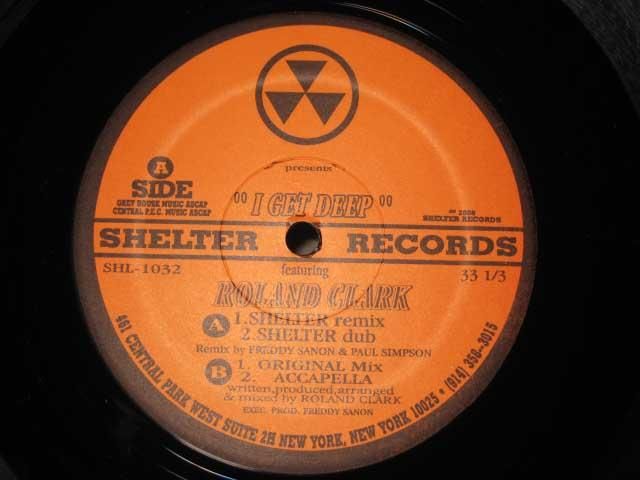 presents
A
SIDE
GREY HOUSE MUSIC ASCAP
CENTRAL P.E.C. MUSIC ASCAP
"I GET DEEP"
℗© 2000
SHELTER RECORDS
SHELTER RECORDS
SHL-1032
featuring
33 1/3
ROLAND CLARK
A 1.SHELTER remix
2.SHELTER dub
Remix by FREDDY SANON & PAUL SIMPSON
B 1. ORIGINAL Mix
2. ACCAPELLA
written,produced,arranged
& mixed by ROLAND CLARK
EXEC. PROD. FREDDY SANON
461 CENTRAL PARK WEST SUITE 2H NEW YORK, NEW YORK 10025 • (914) 358-3015